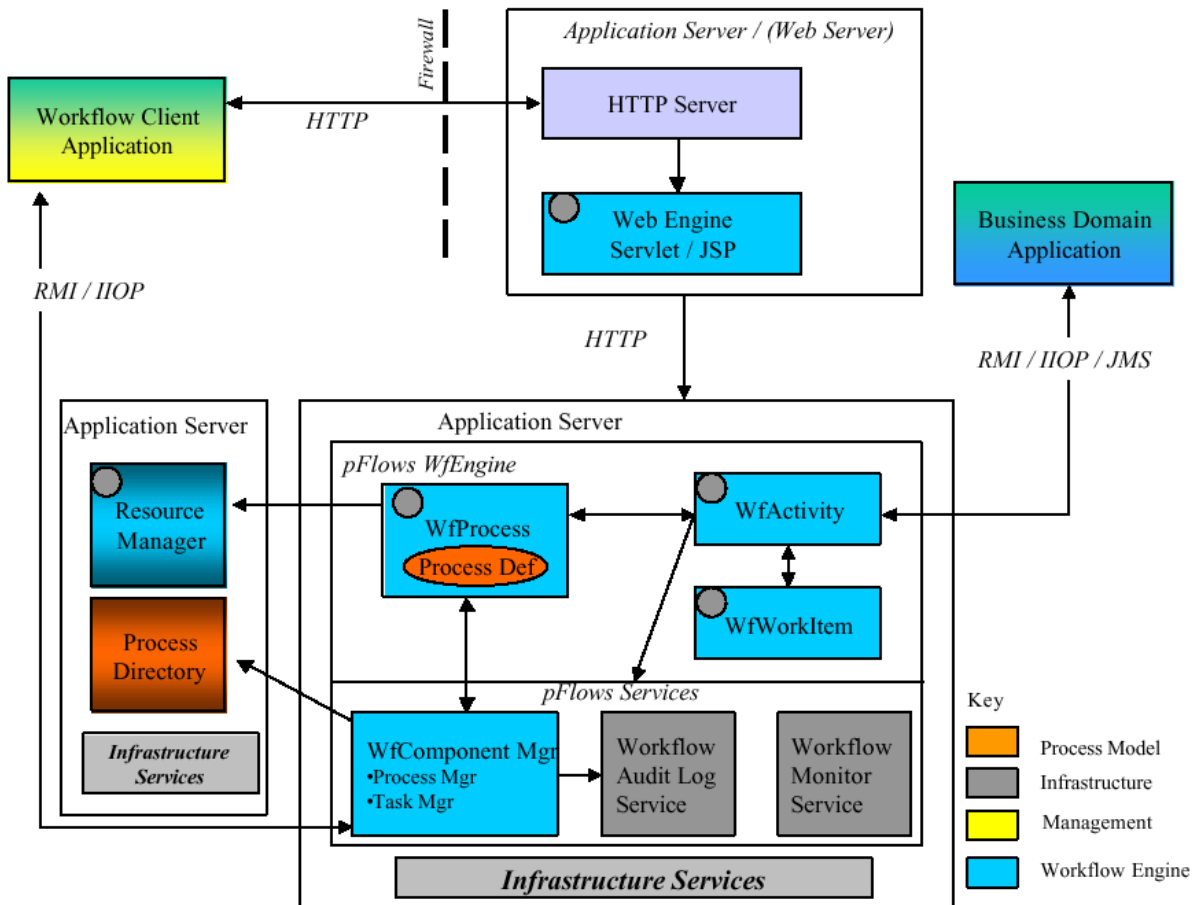 Application Server / (Web Server)
Firewall
HTTP Server
Workflow Client
Application
HTTP
Web Engine
Servlet / JSP
Business Domain
Application
RMI / IIOP
HTTP
RMI / IIOP / JMS
Application Server
Application Server
pFlows WfEngine
Resource
Manager
WfProcess
Process Def
WfActivity
WfWorkItem
Process
Directory
pFlows Services
Infrastructure
Services
WfComponent Mgr
•Process Mgr
•Task Mgr
Workflow
Audit Log
Service
Workflow
Monitor
Service
Key
Process Model
Infrastructure
Management
Workflow Engine
Infrastructure Services